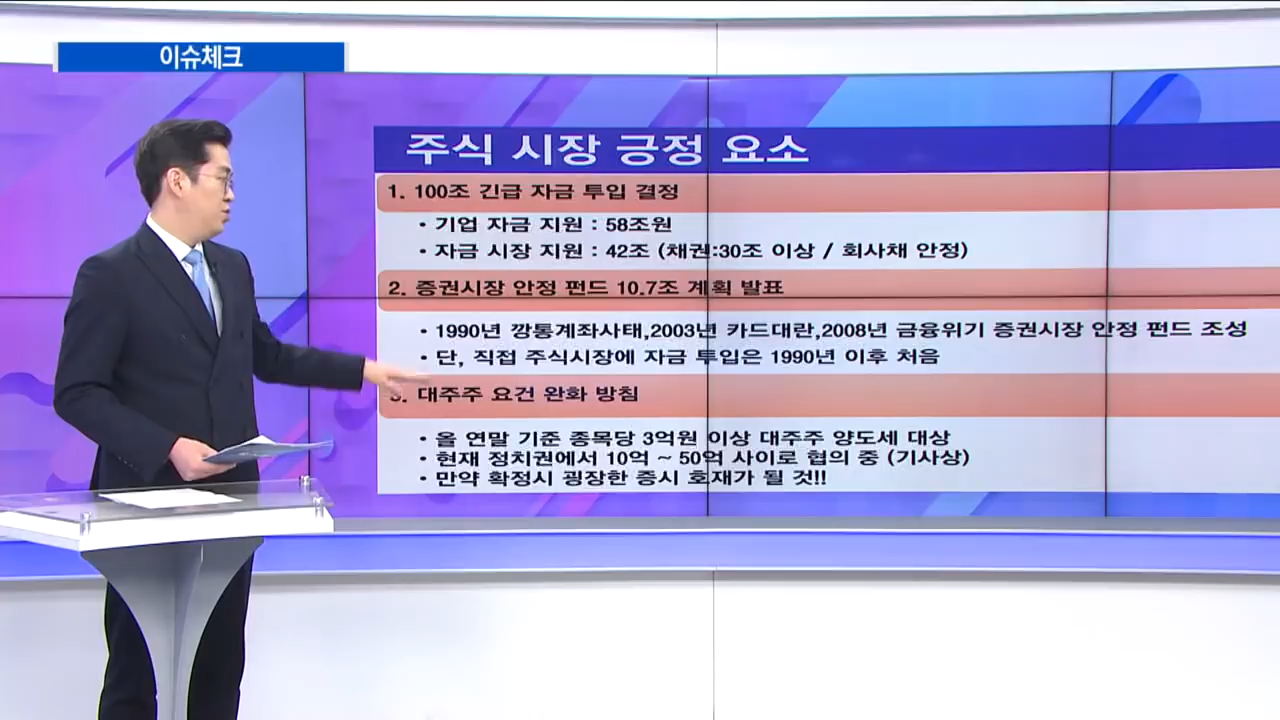 이슈체크
주식 시장 긍정 요소
1. 100조 긴급 자금 투입 결정
• 기업 자금 지원 : 58조원
• 자금 시장 지원 : 42조 (채권:30조 이상 / 회사채 안정)
2. 증권시장 안정 펀드 10.7조 계획 발표
• 1990년 깡통계좌사태,2003년 카드대란,2008년 금융위기 증권시장 안정 펀드 조성
• 단, 직접 주식시장에 자금 투입은 1990년 이후 처음
3. 대주주 요건 완화 방침
• 올 연말 기준 종목당 3억원 이상 대주주 양도세 대상
• 현재 정치권에서 10억 ~ 50억 사이로 협의 중 (기사상)
• 만약 확정시 굉장한 증시 호재가 될 것!!